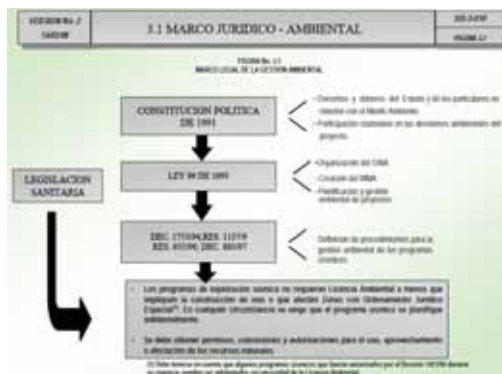 VERSION No. 2
3.1 MARCO JURIDICO - AMBIENTAL
FIGURA No. 3.1
MARCO LEGAL DE LA GESTION AMBIENTAL
CONSTITUCION POLITICA
DE 1991
Derechos y deberes del Estado y de los particulares en
relación con el Medio Ambiente.
Participación ciudadana en las decisiones ambientales del
proyecto.
LEGISLACION
SANITARIA
LEY 99 DE 1993
Organización del SINA
Creación del MMA
Planificación y gestión
ambiental de proyectos
Definición de procedimientos para la
gestión ambiental de los programas
sísmicos
• Los programas de exploración sísmica no requieren Licencia Ambiental a menos que
impliquen la construcción de vías o que afecten Zonas con Ordenamiento Jurídico
Especial(1). En cualquier circunstancia se exige que el programa sísmico se planifique
ambientalmente.
• Se debe obtener permisos, concesiones y autorizaciones para el uso, aprovechamiento
o afectación de los recursos naturales.